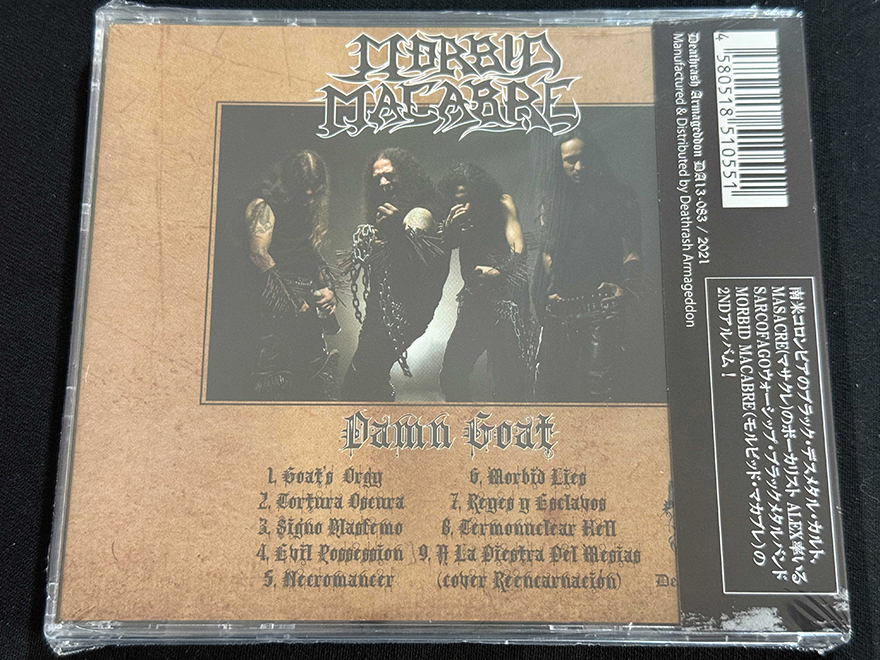 MORBID
MACABRE
Damn Goat
1. Goat's Orgy
2. Tortura Oscura
3. Signo Blasfemo
4. Evil Possession
5. Necromancer
6. Morbid Lies
7. Reyes y Esclavos
8. Termonuclear Hell
9. A La Diestra Del Mesias
(cover Reencarnación)
De
4 580518 510551
Deathrash Armageddon DA13-083 / 2021
Manufactured & Distributed by Deathrash Armageddon
南米コロンビアのブラック・デスメタル・カルト、
MASACRE(マサクレ)のボーカリスト ALEX率いる
SARCOFAGOウォーシップ・ブラックメタルバンド
MORBID MACABRE(モルビッド・マカブレ)の
2NDアルバム!